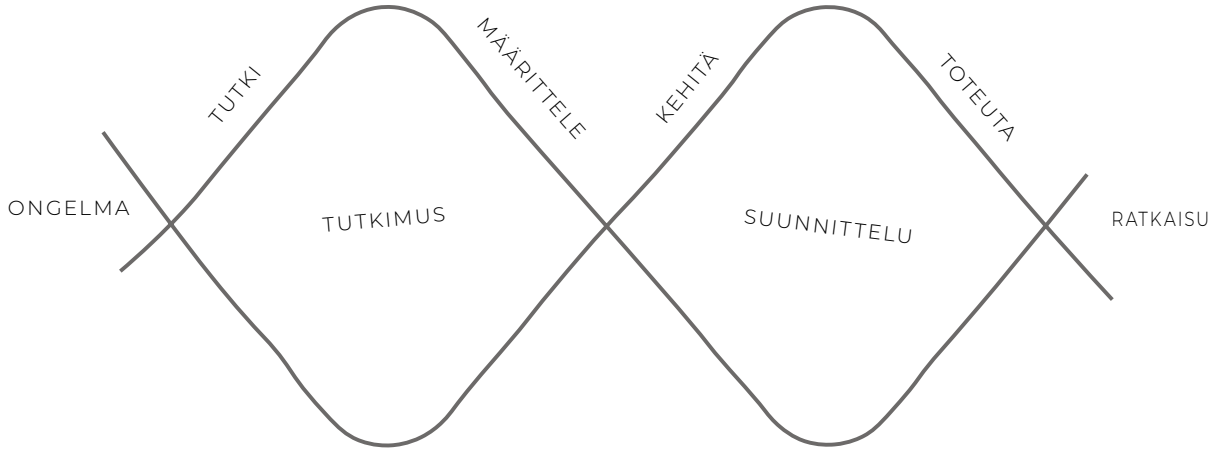 ONGELMA
TUTKI
MÄÄRITTELE
TUTKIMUS
KEHITÄ
TOTEUTA
SUUNNITTELU
RATKAISU